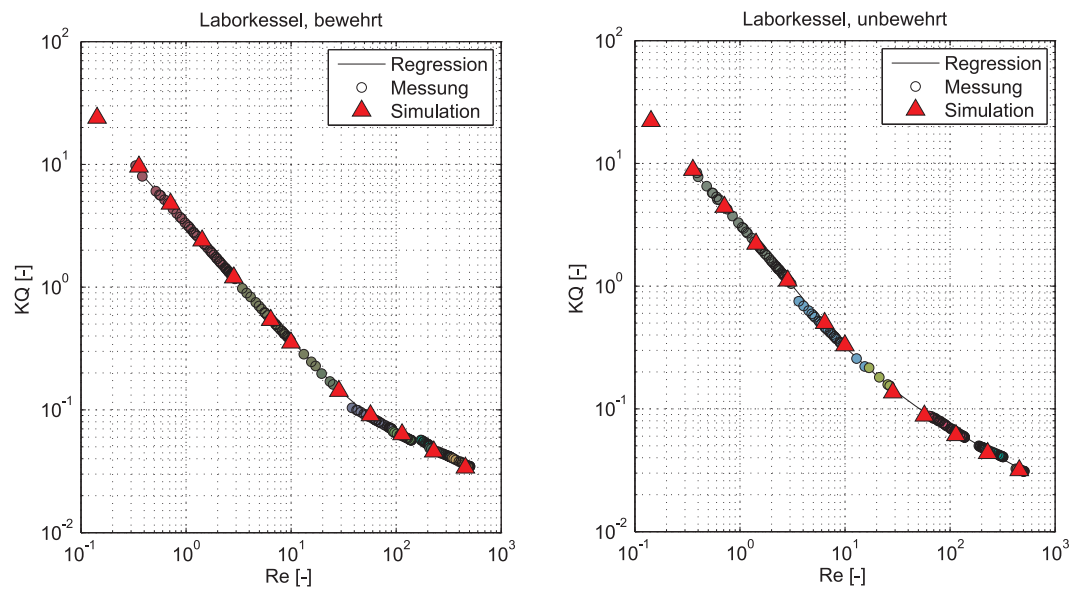 Laborkessel, bewehrt
10^2
10^1
10^0
10^-1
10^-2
KQ [-]
Regression
Messung
Simulation
10^-1
10^0
10^1
10^2
10^3
Re [-]
Laborkessel, unbewehrt
10^2
10^1
10^0
10^-1
10^-2
KQ [-]
Regression
Messung
Simulation
10^-1
10^0
10^1
10^2
10^3
Re [-]